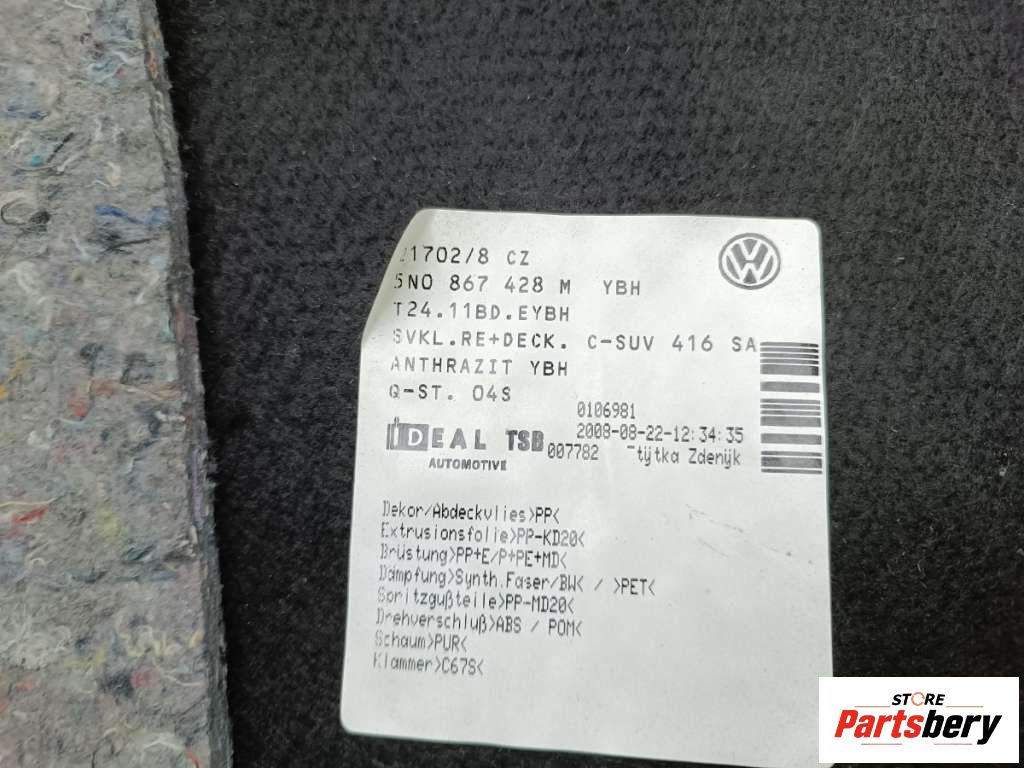 1702/8 CZ
5N0 867 428 M YBH
T24.11BD.EYBH
SVKL.RE+DECK. C-SUV 416 SA
ANTHRAZIT YBH
Q-ST. 04S
0106981
2008-08-22-12:34:35
IDEAL TSB 007782 Zdenýk
AUTOMOTIVE
Dekor/Abdeckvlies>PP<
Extrusionsfolie>PP-KD20<
Brüstung>PP+E/P+PE+MD<
Dämpfung>Synth.Faser/BW< / >PET<
Spritzgußteile>PP-MD20<
Drehverschluß>ABS / POM<
Schaum>PUR<
Klammer>C67S<
STORE
Partsbery